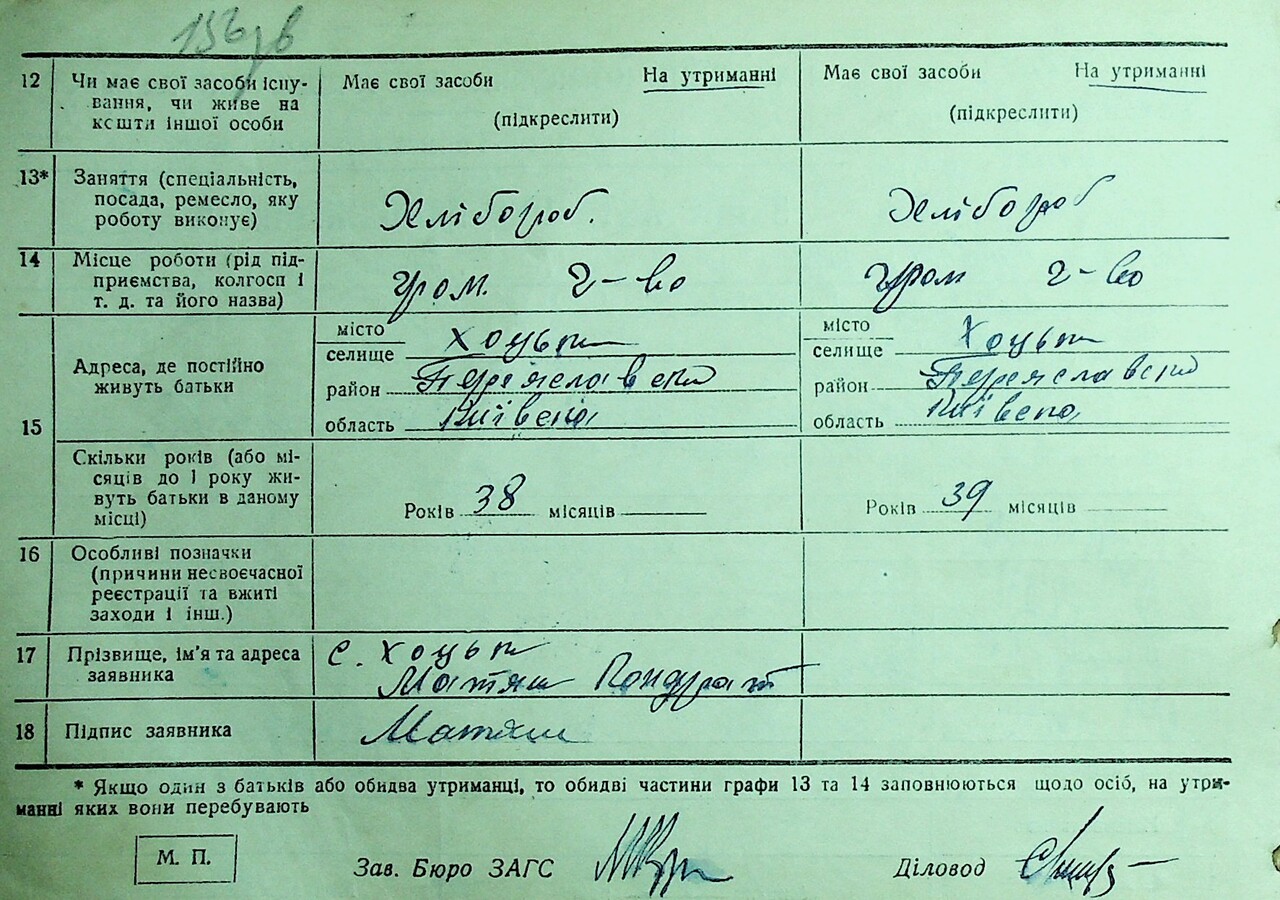 156 зв
12 Чи має свої засоби існу- Має свої засоби На утриманні Має свої засоби На утриманні
вання, чи живе на
кошти іншої особи (підкреслити) (підкреслити)
13* Заняття (спеціальність,
посада, ремесло, яку Хлібороб. Хлібороб
роботу виконує)
14 Місце роботи (рід під-
приємства, колгосп і Гром. г-во Гром г-во
т. д. та його назва)
15 Адреса, де постійно
живуть батьки
місто місто
селище Хоцьки селище Хоцьки
район Переяславськи район Переяславськи
область Київська область Київська
Скільки років (або мі-
сяців до 1 року жи-
вуть батьки в даному Років 38 місяців Років 39 місяців
місці)
16 Особливі позначки
(причини несвоєчасної
реєстрації та вжиті
заходи і інш.)
17 Прізвище, ім'я та адреса с. Хоцьки
заявника Матяш Кондрат
18 Підпис заявника Матяш
* Якщо один з батьків або обидва утриманці, то обидві частини графи 13 та 14 заповнюються щодо осіб, на утри-
манні яких вони перебувають
М. П. Зав. Бюро ЗАГС Діловод